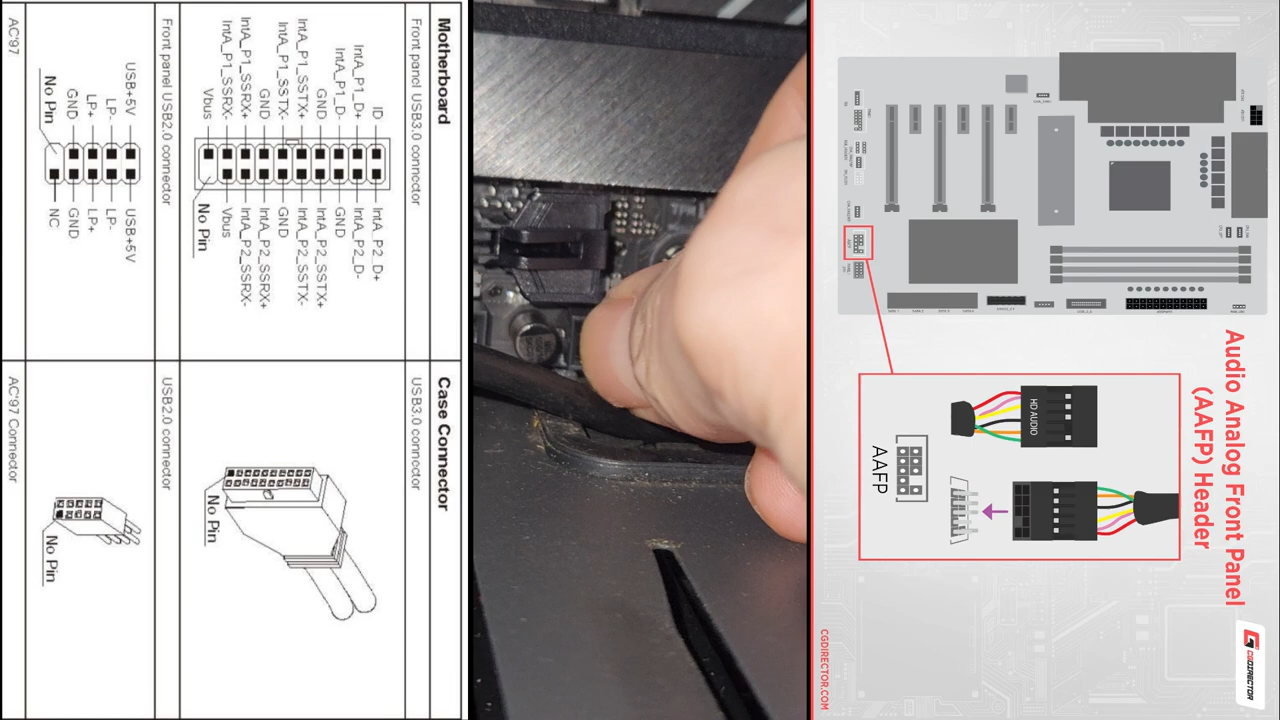 Motherboard
Case Connector
Front panel USB3.0 connector
USB3.0 connector
ID
IntA_P2_D+
IntA_P1_D+
IntA_P2_D-
IntA_P1_D-
GND
GND
IntA_P2_SSTX+
IntA_P1_SSTX+
IntA_P2_SSTX-
IntA_P1_SSTX-
GND
GND
IntA_P2_SSRX+
IntA_P1_SSRX+
IntA_P2_SSRX-
IntA_P1_SSRX-
Vbus
Vbus
No Pin
No Pin
Front panel USB2.0 connector
USB2.0 connector
USB+5V
USB+5V
LP-
LP-
LP+
LP+
GND
GND
No Pin
NC
No Pin
AC'97
AC'97 Connector
Audio Analog Front Panel
(AAFP) Header
CGDIRECTOR
HD AUDIO
AAFP
CGDIRECTOR.COM